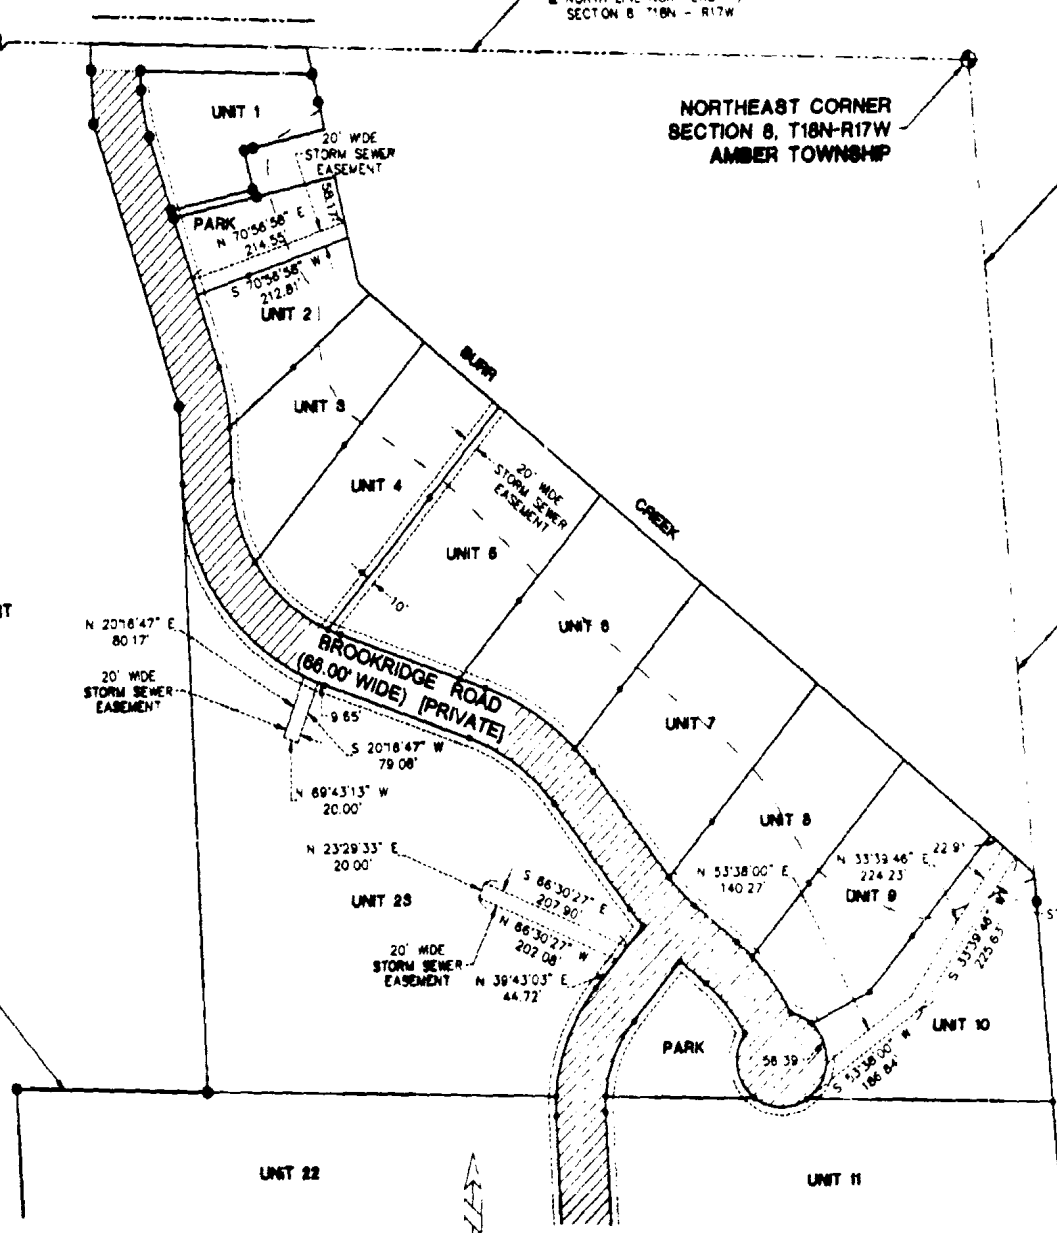 SECTION 8 T18N - R17W
NORTHEAST CORNER
SECTION 8, T18N-R17W
AMBER TOWNSHIP
UNIT 1
20' WIDE
STORM SEWER
EASEMENT
58.17'
PARK
N 70°56'58" E
214.55'
S 70°56'58" W
212.81'
UNIT 2
BURR
UNIT 3
UNIT 4
20' WIDE
STORM SEWER
EASEMENT
CREEK
UNIT 5
10'
UNIT 6
N 20°16'47" E
80.17'
BROOKRIDGE ROAD
(66.00' WIDE) [PRIVATE]
20' WIDE
STORM SEWER
EASEMENT
9.65'
S 20°16'47" W
79.08'
UNIT 7
N 69°43'13" W
20.00'
UNIT 8
N 23°29'33" E
20.00'
N 53°38'00" E
140.27'
N 33°39'46" E
224.23'
22.91'
UNIT 23
S 66°30'27" E
207.90'
UNIT 9
N 66°30'27" W
202.08'
20' WIDE
STORM SEWER
EASEMENT
N 39°43'03" E
44.72'
S 33°39'46" W
225.63'
UNIT 10
PARK
58.39
S 53°38'00" W
186.84'
UNIT 22
UNIT 11